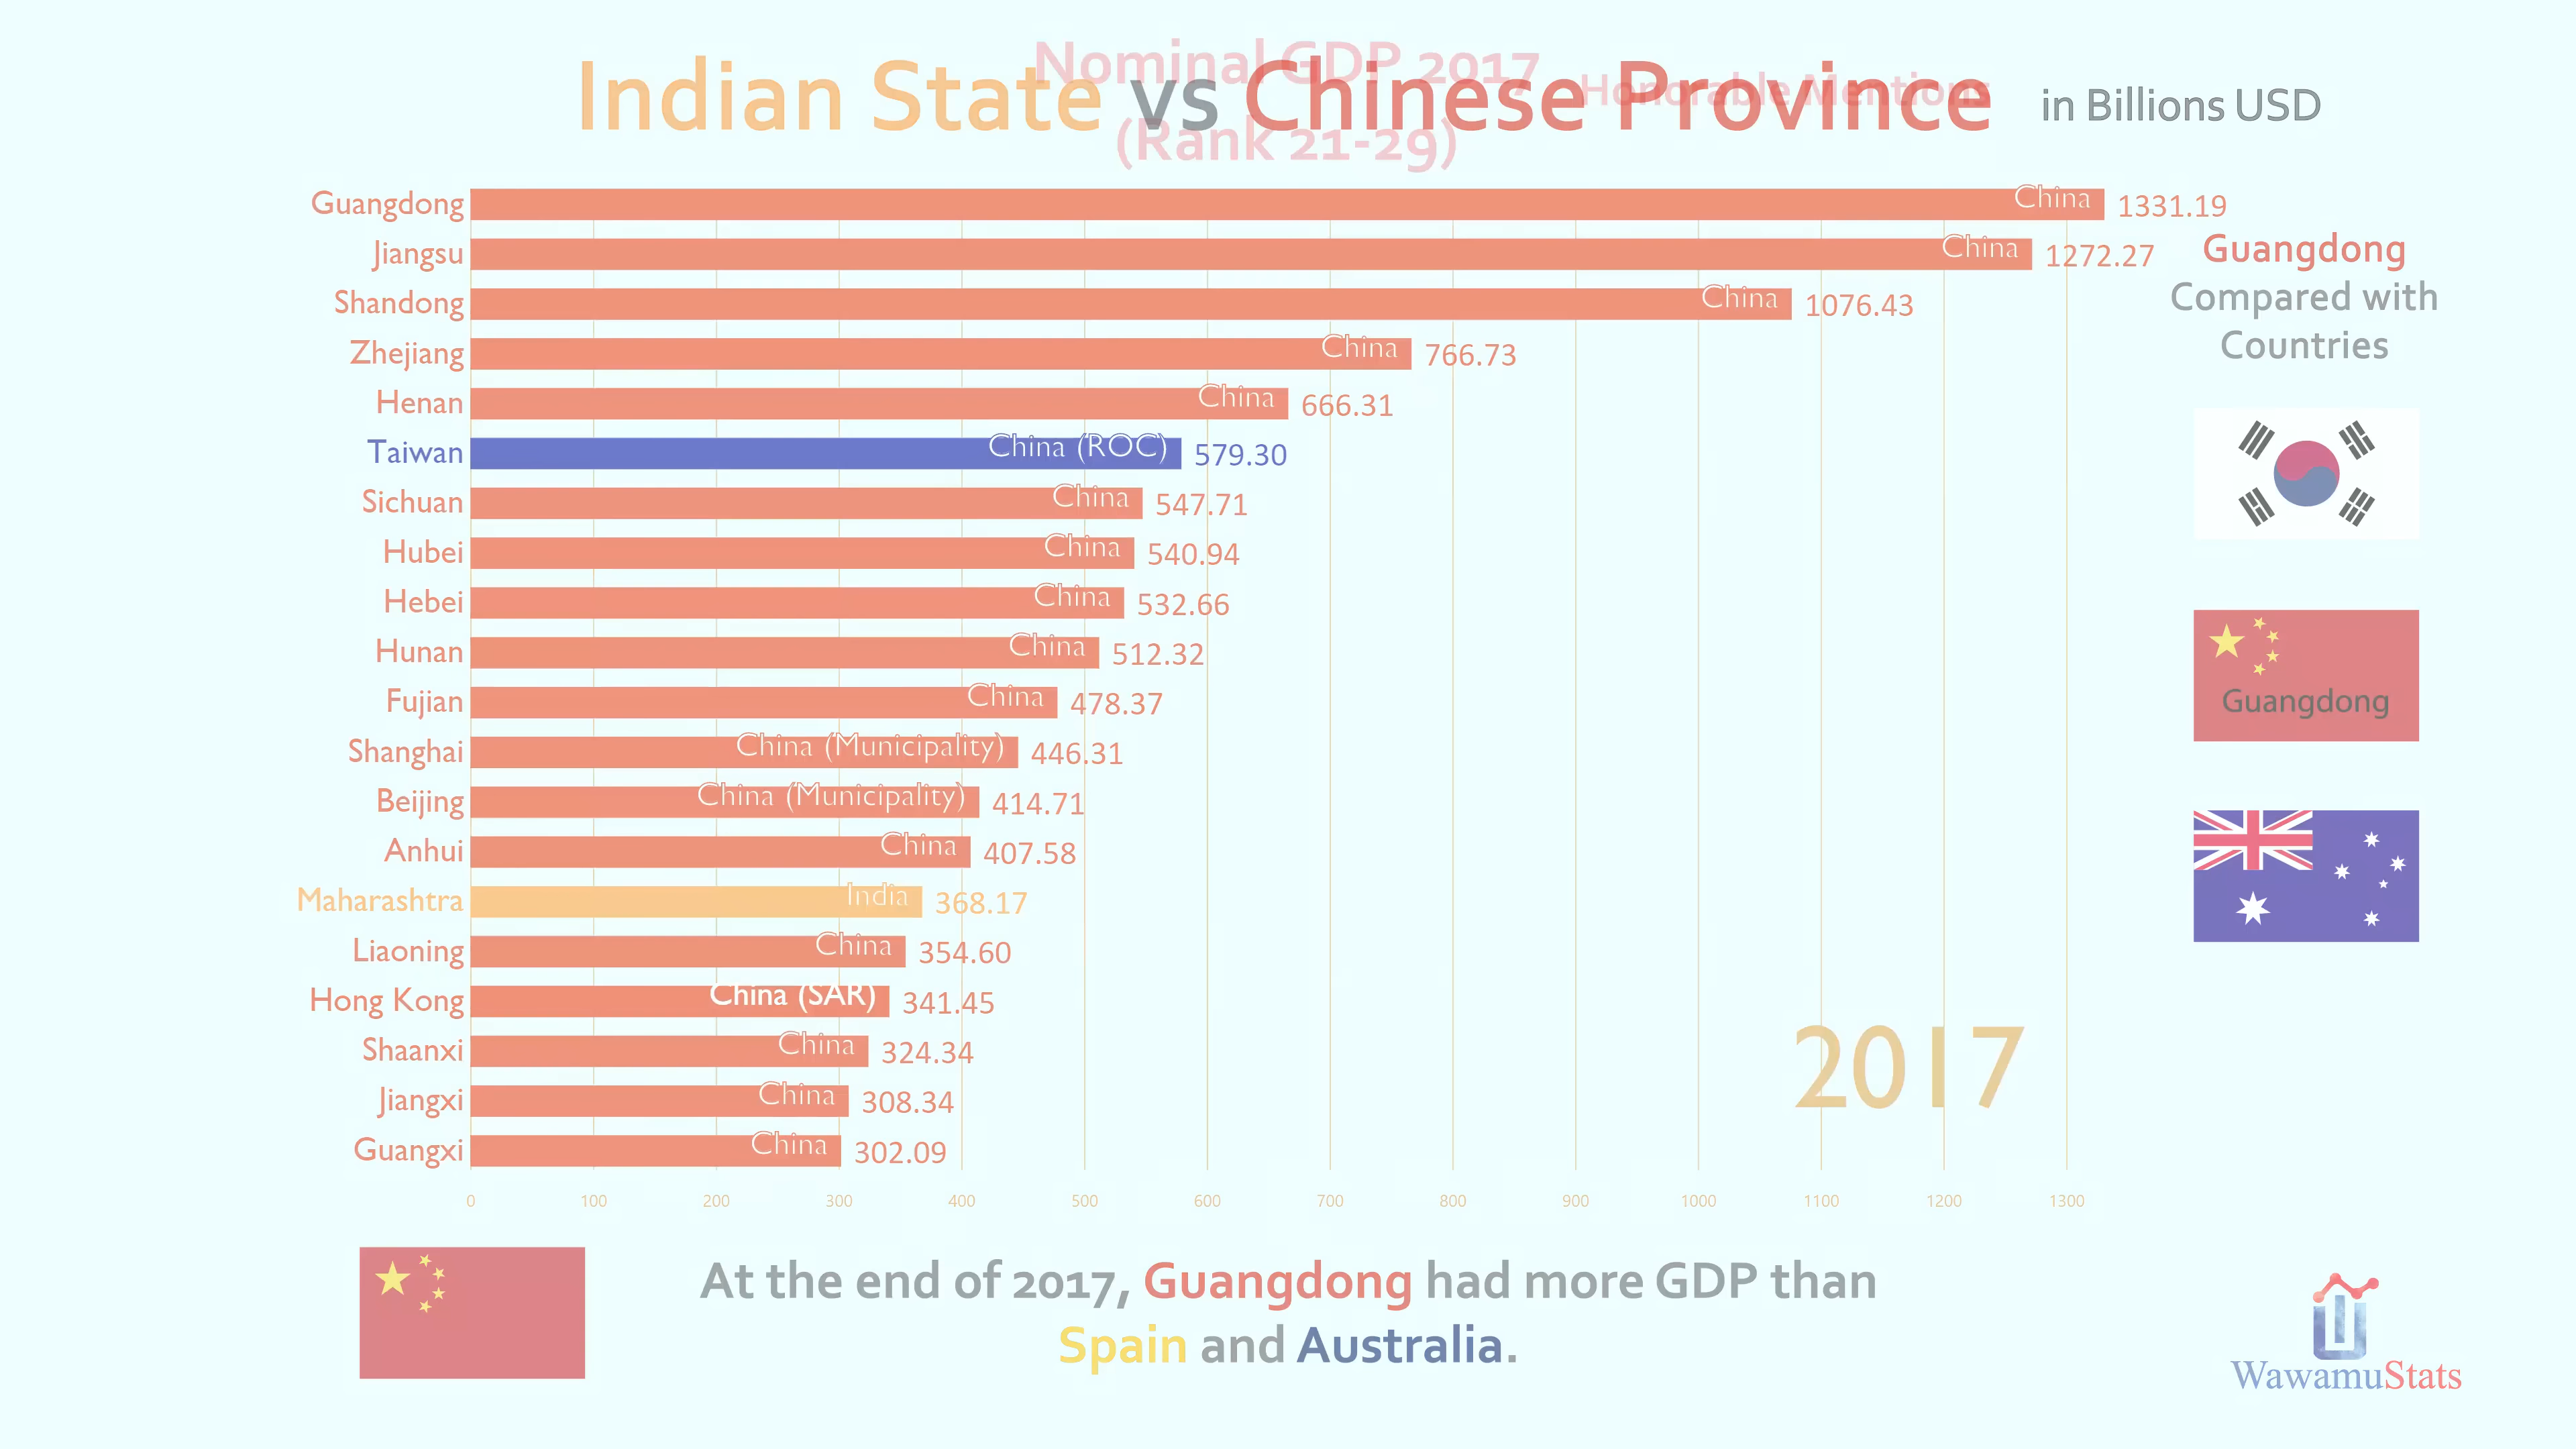 Nominal GDP 2017
Indian State vs Chinese Province
Honorable Mentions
in Billions USD
(Rank 21-29)
Guangdong China 1331.19
Jiangsu China 1272.27
Shandong China 1076.43
Zhejiang China 766.73
Henan China 666.31
Taiwan China (ROC) 579.30
Sichuan China 547.71
Hubei China 540.94
Hebei China 532.66
Hunan China 512.32
Fujian China 478.37
Shanghai China (Municipality) 446.31
Beijing China (Municipality) 414.71
Anhui China 407.58
Maharashtra India 368.17
Liaoning China 354.60
Hong Kong China (SAR) 341.45
Shaanxi China 324.34
Jiangxi China 308.34
Guangxi China 302.09
0 100 200 300 400 500 600 700 800 900 1000 1100 1200 1300
Guangdong
Compared with
Countries
Guangdong
2017
At the end of 2017, Guangdong had more GDP than
Spain and Australia.
WawamuStats